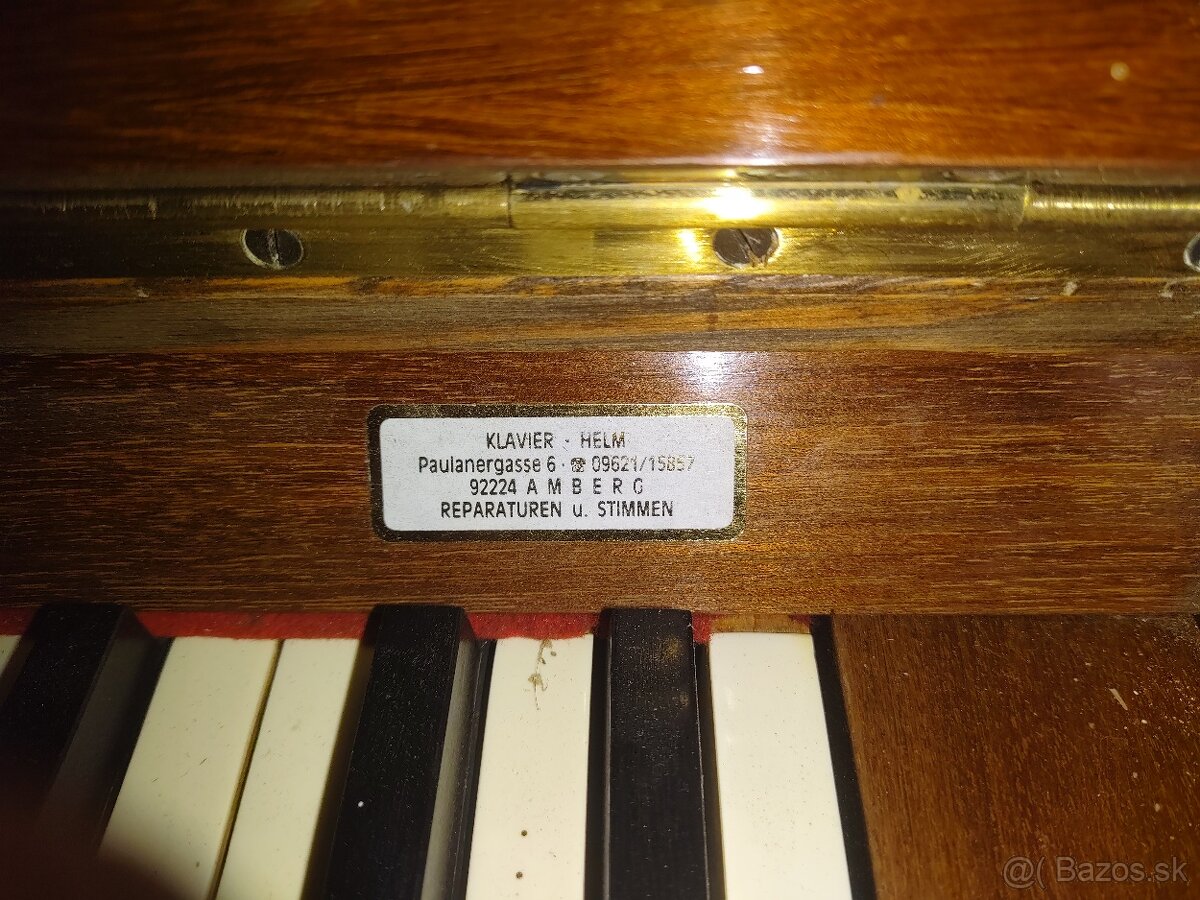 KLAVIER - HELM
Paulanergasse 6 · ☎ 09621/15857
92224 A M B E R G
REPARATUREN u. STIMMEN
@( Bazos.sk